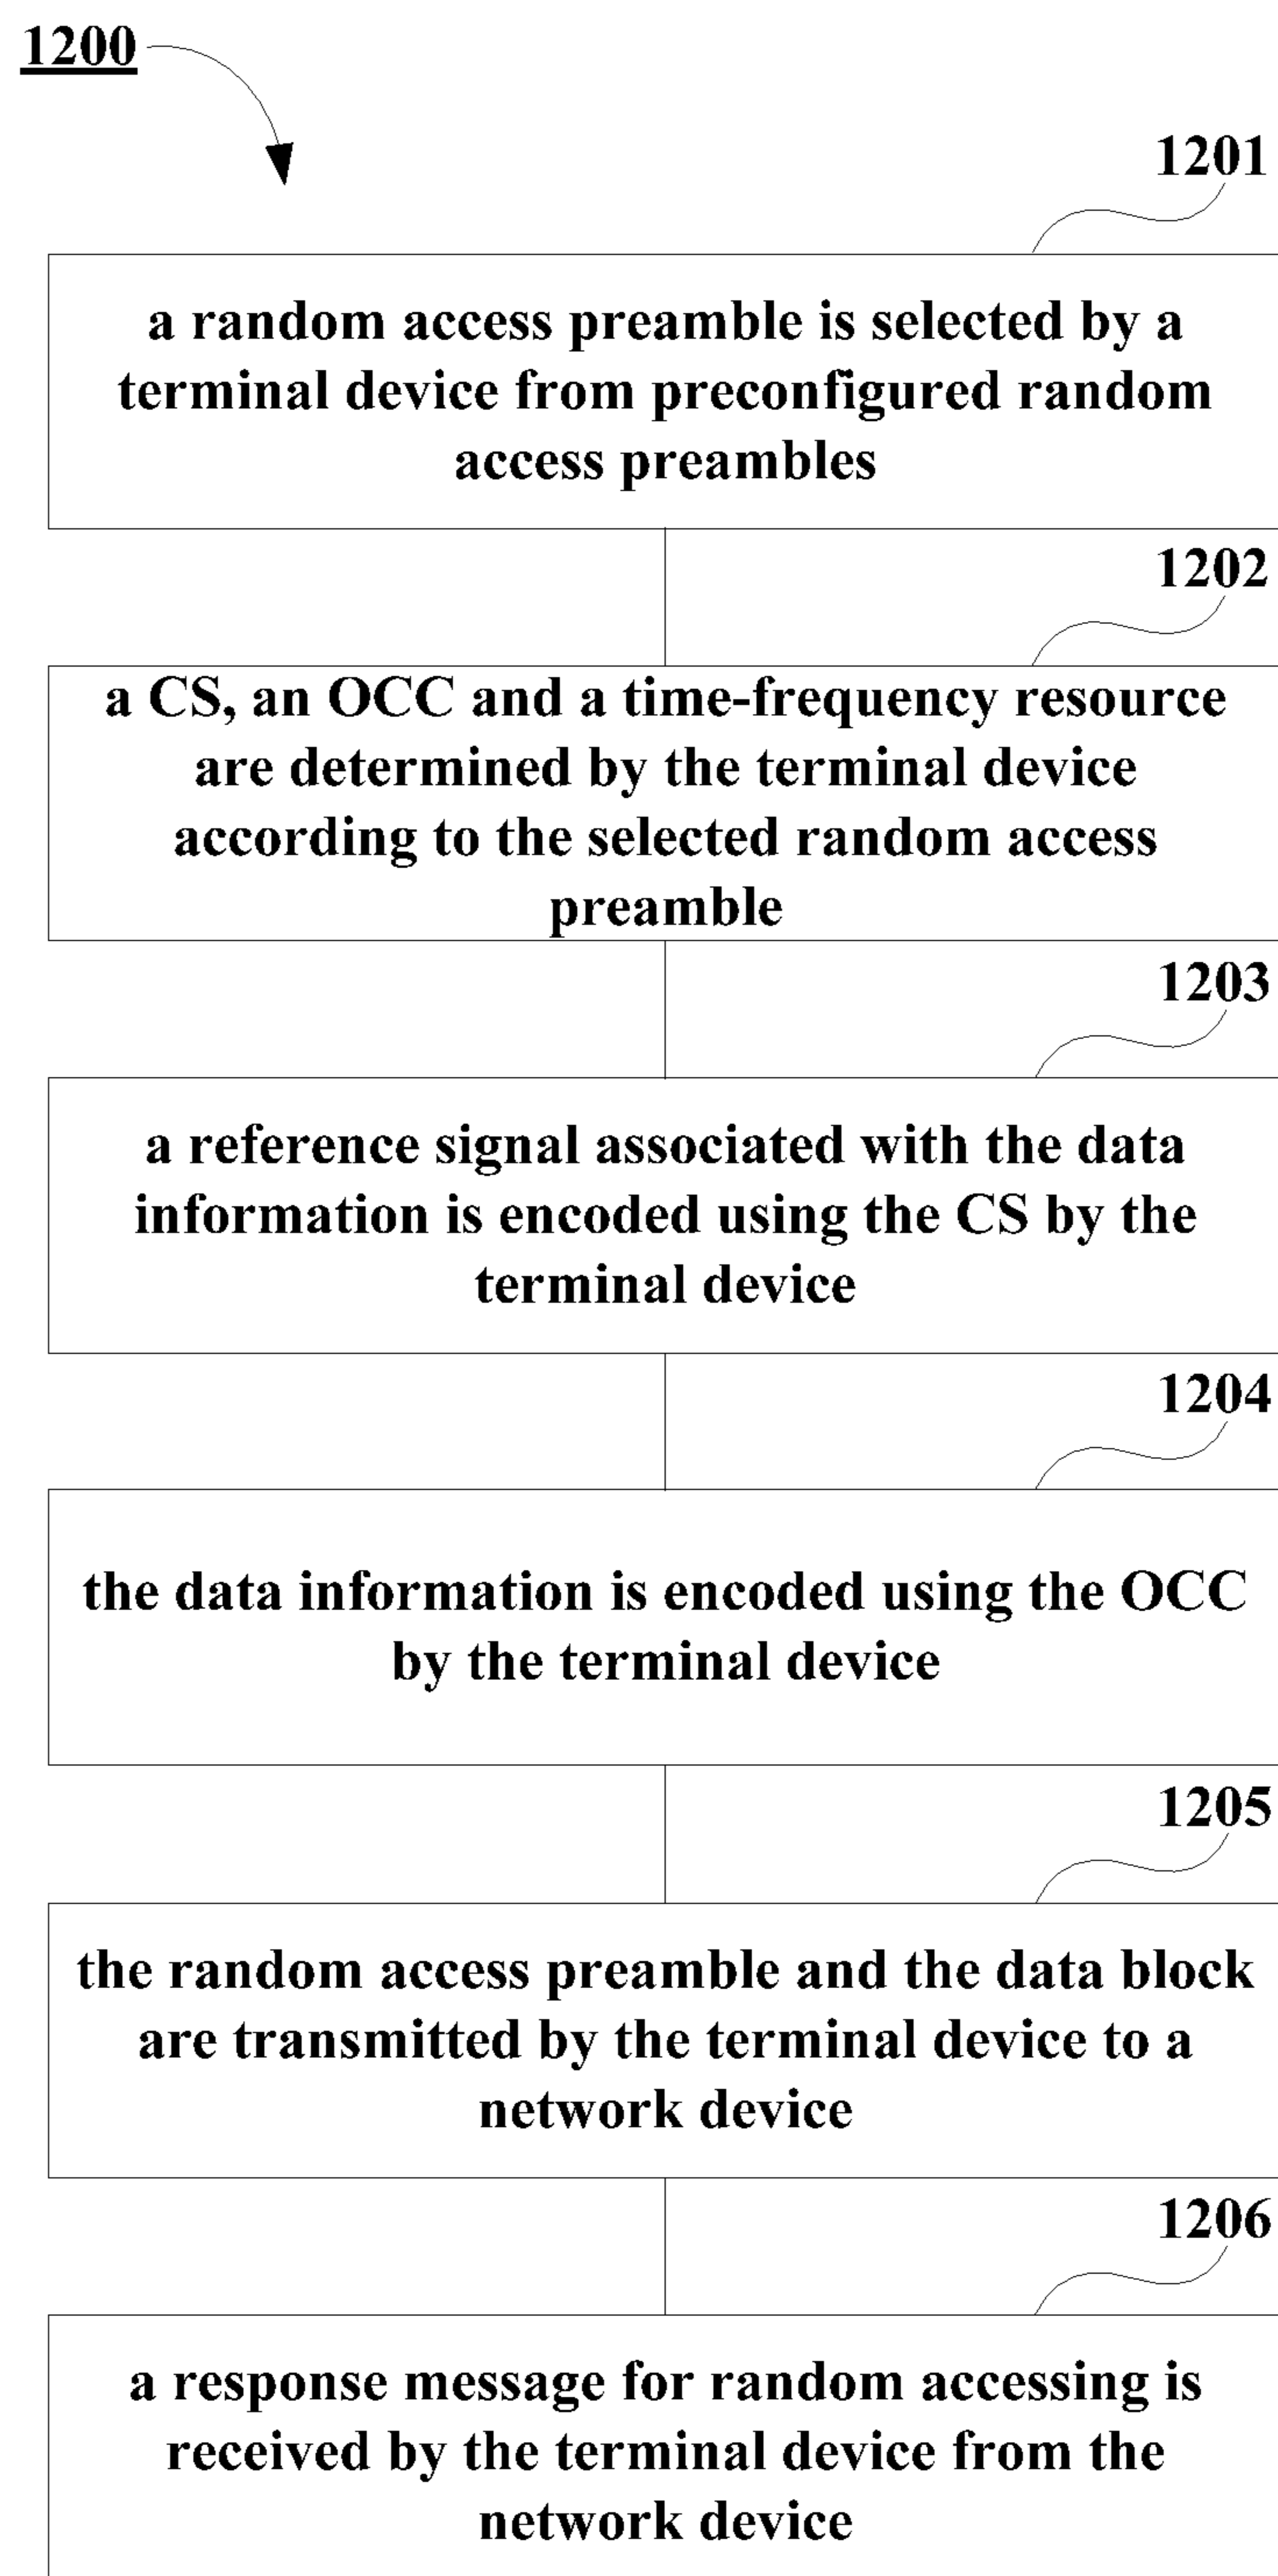 1200
1201
a random access preamble is selected by a
terminal device from preconfigured random
access preambles
1202
a CS, an OCC and a time-frequency resource
are determined by the terminal device
according to the selected random access
preamble
1203
a reference signal associated with the data
information is encoded using the CS by the
terminal device
1204
the data information is encoded using the OCC
by the terminal device
1205
the random access preamble and the data block
are transmitted by the terminal device to a
network device
1206
a response message for random accessing is
received by the terminal device from the
network device